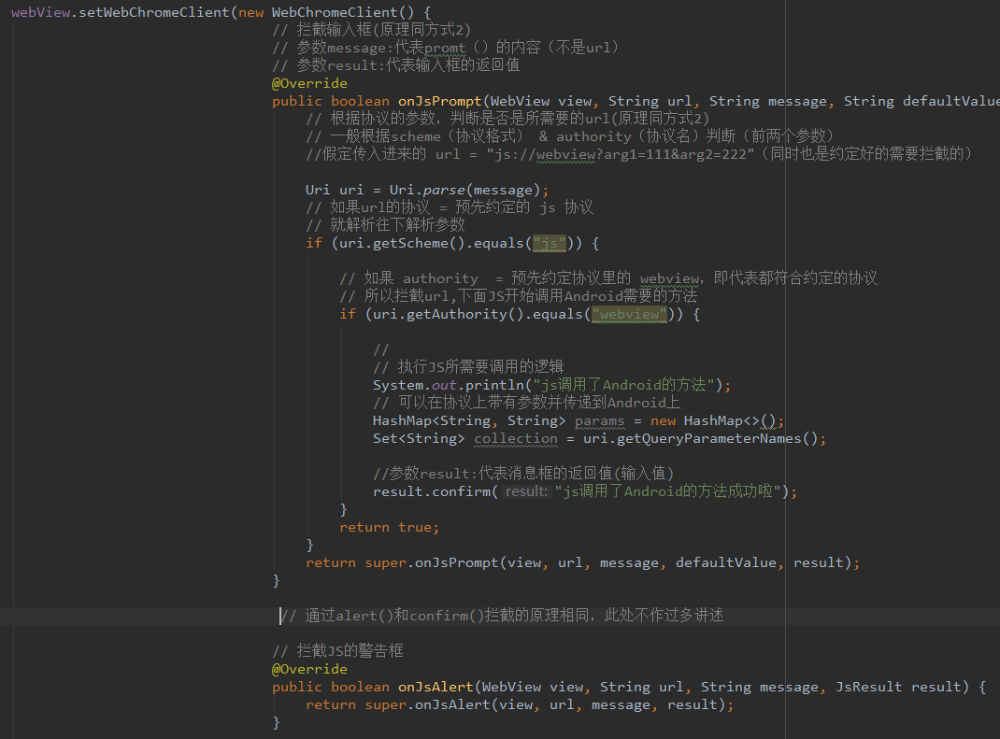 webView.setWebChromeClient(new WebChromeClient() {
// 拦截输入框(原理同方式2)
// 参数message:代表promt（）的内容（不是url）
// 参数result:代表输入框的返回值
@Override
public boolean onJsPrompt(WebView view, String url, String message, String defaultValue
// 根据协议的参数，判断是否是所需要的url(原理同方式2)
// 一般根据scheme（协议格式） & authority（协议名）判断（前两个参数）
//假定传入进来的 url = "js://webview?arg1=111&arg2=222"（同时也是约定好的需要拦截的）
Uri uri = Uri.parse(message);
// 如果url的协议 = 预先约定的 js 协议
// 就解析往下解析参数
if (uri.getScheme().equals("js")) {
// 如果 authority  = 预先约定协议里的 webview，即代表都符合约定的协议
// 所以拦截url,下面JS开始调用Android需要的方法
if (uri.getAuthority().equals("webview")) {
//
// 执行JS所需要调用的逻辑
System.out.println("js调用了Android的方法");
// 可以在协议上带有参数并传递到Android上
HashMap<String, String> params = new HashMap<>();
Set<String> collection = uri.getQueryParameterNames();
//参数result:代表消息框的返回值(输入值)
result.confirm( result: "js调用了Android的方法成功啦");
}
return true;
}
return super.onJsPrompt(view, url, message, defaultValue, result);
}
// 通过alert()和confirm()拦截的原理相同，此处不作过多讲述
// 拦截JS的警告框
@Override
public boolean onJsAlert(WebView view, String url, String message, JsResult result) {
return super.onJsAlert(view, url, message, result);
}